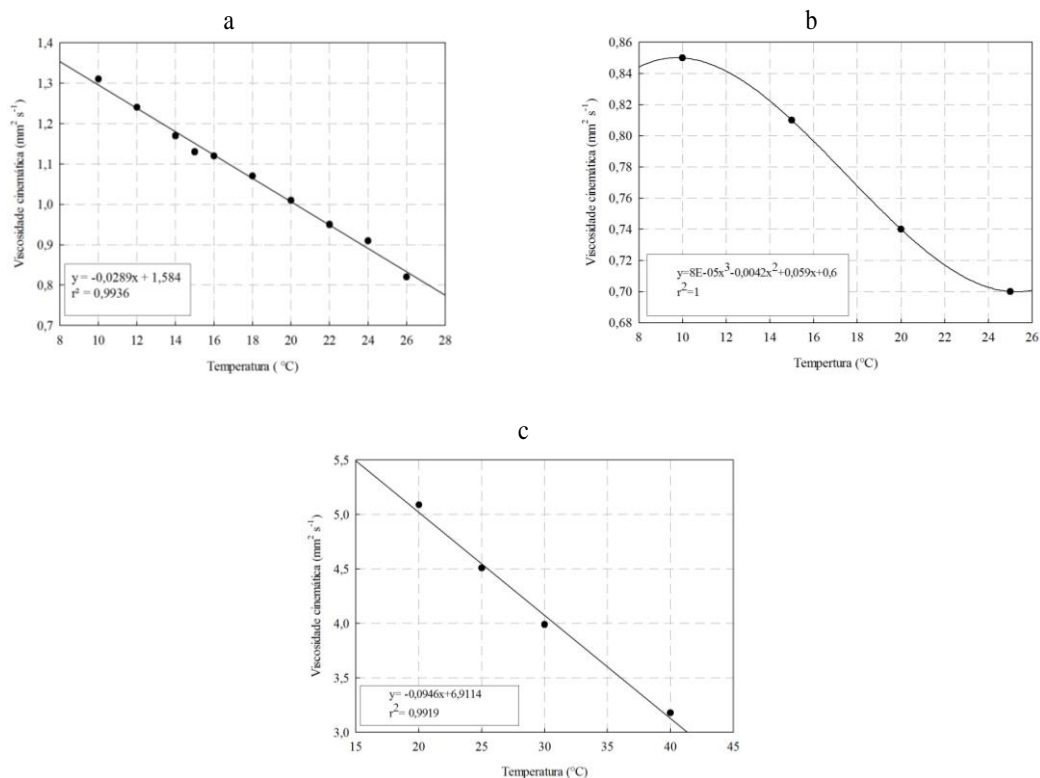 a
1,4
1,3
1,2
1,1
1,0
0,9
0,8
0,7
Viscosidade cinemática (mm² s⁻¹)
y = -0,0289x + 1,584
r² = 0,9936
8 10 12 14 16 18 20 22 24 26 28
Temperatura ( °C)
b
0,86
0,84
0,82
0,80
0,78
0,76
0,74
0,72
0,70
0,68
Viscosidade cinemática (mm² s⁻¹)
y=8E-05x³-0,0042x²+0,059x+0,6
r²=1
8 10 12 14 16 18 20 22 24 26
Tempertura (°C)
c
5,5
5,0
4,5
4,0
3,5
3,0
Viscosidade cinemática (mm² s⁻¹)
y= -0,0946x+6,9114
r²= 0,9919
15 20 25 30 35 40 45
Temperatura (°C)